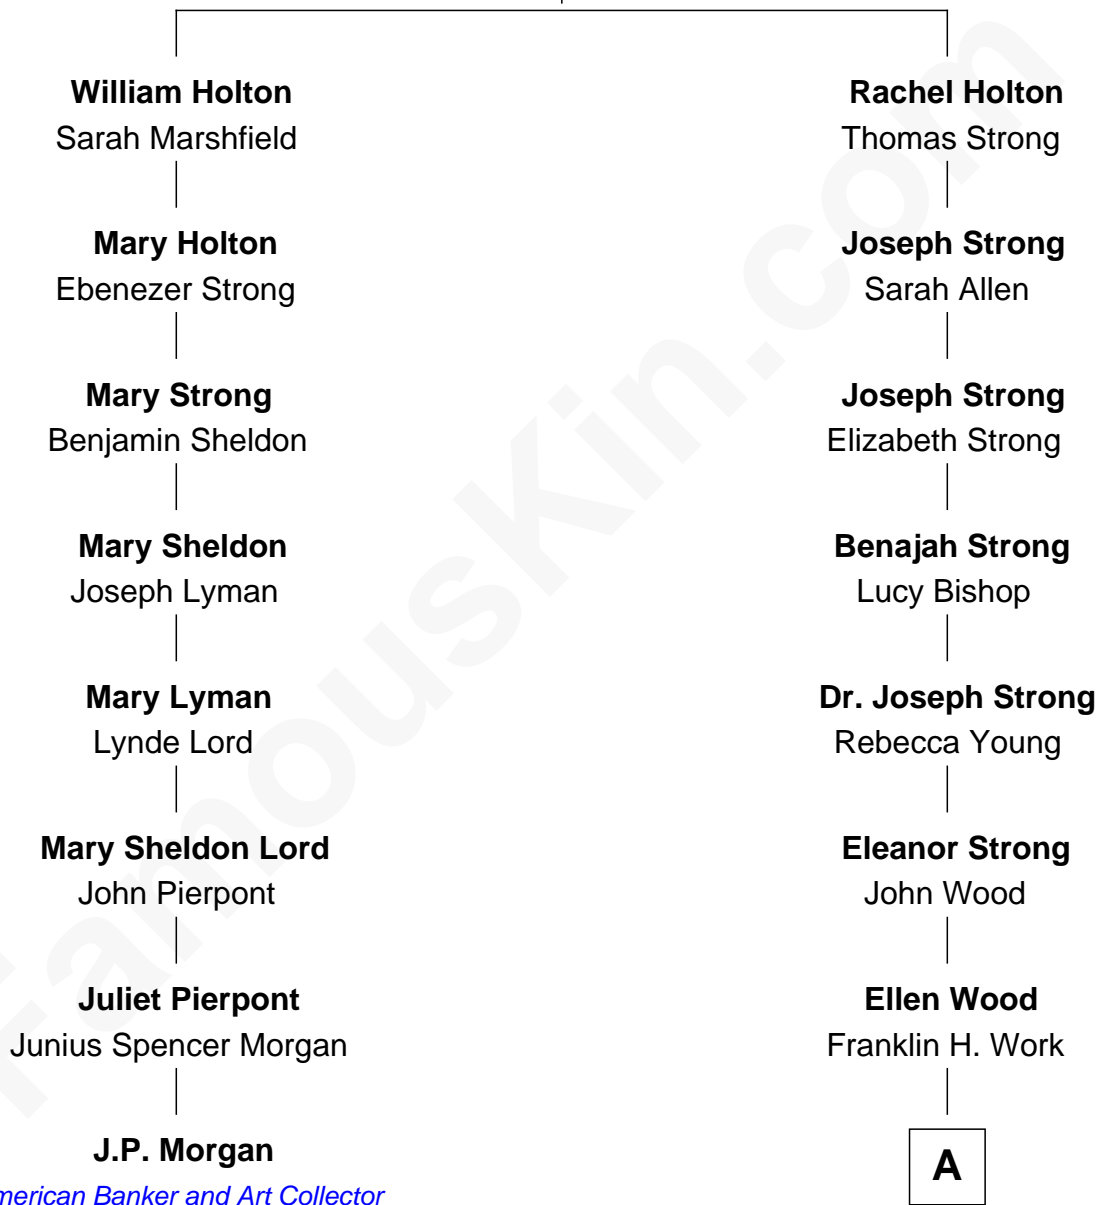 William Holton
Sarah Marshfield
Mary Holton
Ebenezer Strong
Mary Strong
Benjamin Sheldon
Mary Sheldon
Joseph Lyman
Mary Lyman
Lynde Lord
Mary Sheldon Lord
John Pierpont
Juliet Pierpont
Junius Spencer Morgan
J.P. Morgan
merican Banker and Art Collector
Rachel Holton
Thomas Strong
Joseph Strong
Sarah Allen
Joseph Strong
Elizabeth Strong
Benajah Strong
Lucy Bishop
Dr. Joseph Strong
Rebecca Young
Eleanor Strong
John Wood
Ellen Wood
Franklin H. Work
A
FamousKin.com